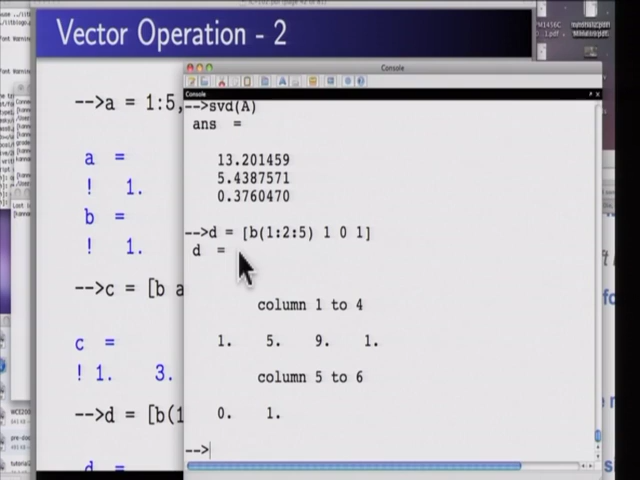 Vector Operation - 2
-->a = 1:5,
a =
! 1.
b =
! 1.
-->c = [b a
c =
! 1. 3.
-->d = [b(1
d =
Console
Console
-->svd(A)
ans =
13.201459
5.4387571
0.3760470
-->d = [b(1:2:5) 1 0 1]
d =
column 1 to 4
1. 5. 9. 1.
column 5 to 6
0. 1.
-->